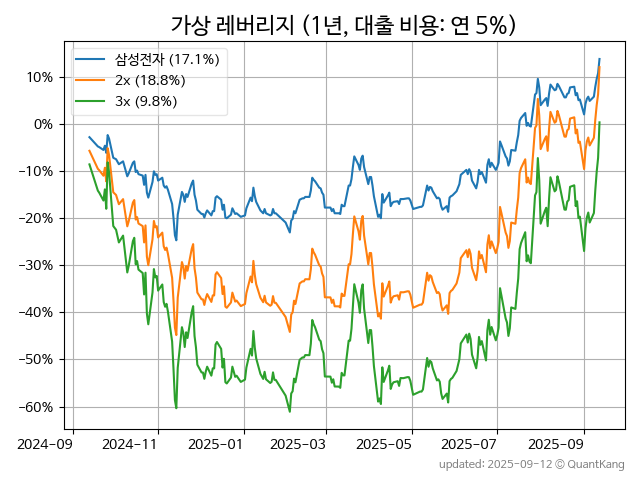 가상 레버리지 (1년, 대출 비용: 연 5%)
삼성전자 (17.1%)
2x (18.8%)
3x (9.8%)
10%
0%
−10%
−20%
−30%
−40%
−50%
−60%
2024-09 2024-11 2025-01 2025-03 2025-05 2025-07 2025-09
updated: 2025-09-12 © QuantKang